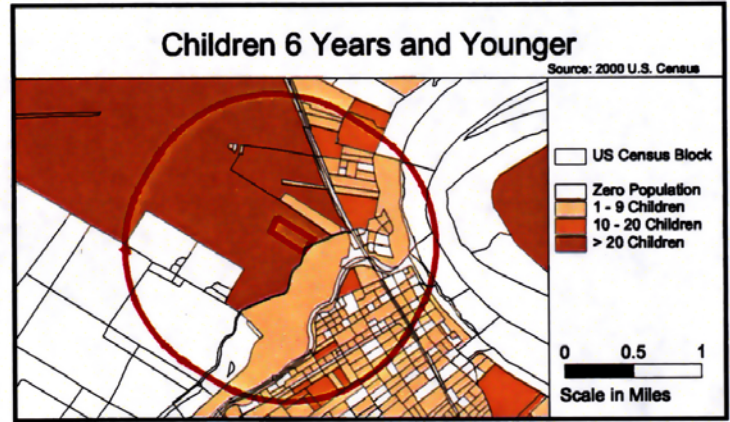 Children 6 Years and Younger
Source: 2000 U.S. Census
US Census Block
Zero Population
1 - 9 Children
10 - 20 Children
> 20 Children
0 0.5 1
Scale in Miles